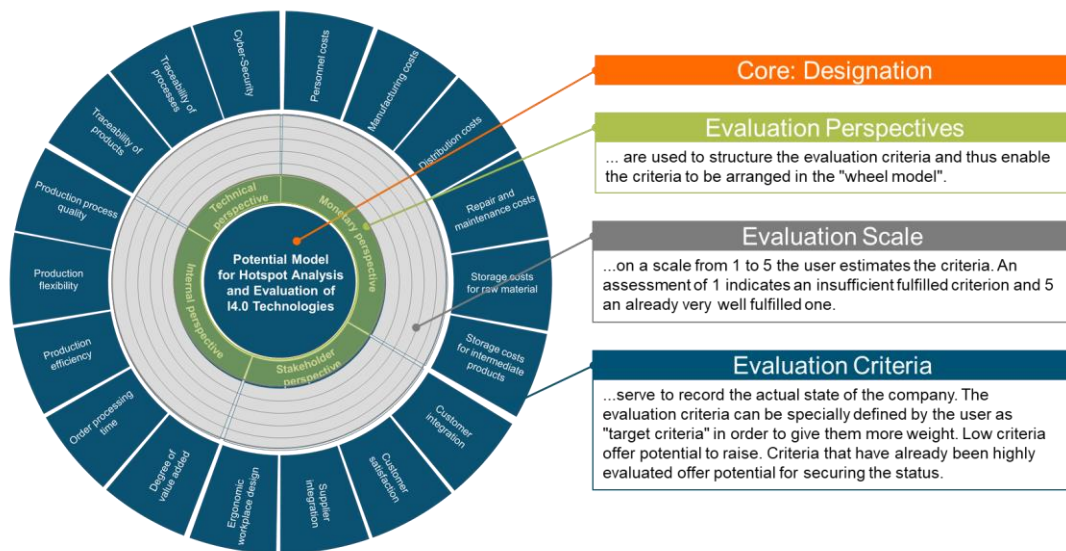 Cyber-Security
Personnel costs
Manufacturing costs
Distribution costs
Repair and
maintenance costs
Storage costs
for raw material
Storage costs
for intermediate
products
Customer
integration
Customer
satisfaction
Supplier
integration
Ergonomic
workplace design
Degree of
value added
Order processing
time
Production
efficiency
Production
flexibility
Production process
quality
Traceability of
products
Traceability of
processes
Technical
perspective
Monetary perspective
Stakeholder
perspective
Internal perspective
Potential Model
for Hotspot Analysis
and Evaluation of
I4.0 Technologies
Core: Designation
Evaluation Perspectives
... are used to structure the evaluation criteria and thus enable
the criteria to be arranged in the "wheel model".
Evaluation Scale
...on a scale from 1 to 5 the user estimates the criteria. An
assessment of 1 indicates an insufficient fulfilled criterion and 5
an already very well fulfilled one.
Evaluation Criteria
...serve to record the actual state of the company. The
evaluation criteria can be specially defined by the user as
"target criteria" in order to give them more weight. Low criteria
offer potential to raise. Criteria that have already been highly
evaluated offer potential for securing the status.